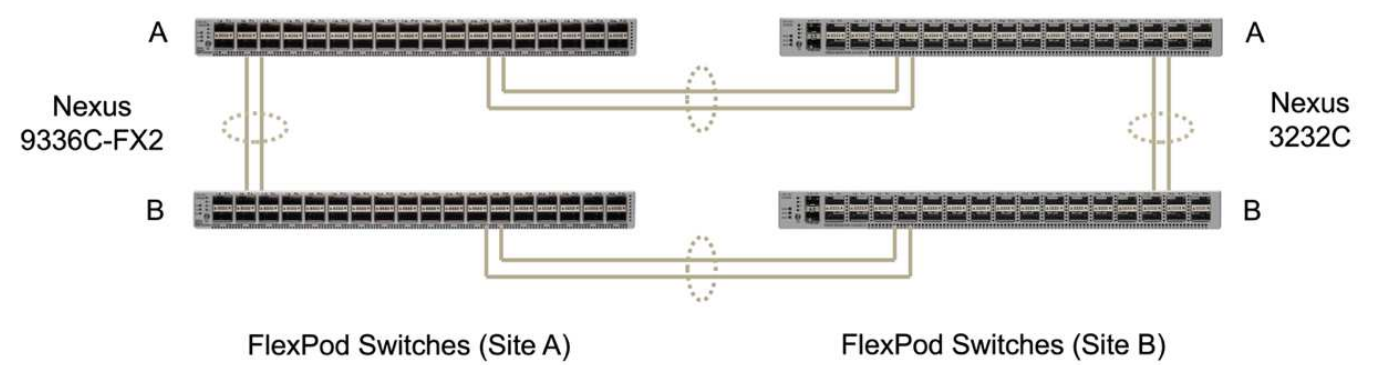 A
A
Nexus
9336C-FX2
Nexus
3232C
B
B
FlexPod Switches (Site A)
FlexPod Switches (Site B)